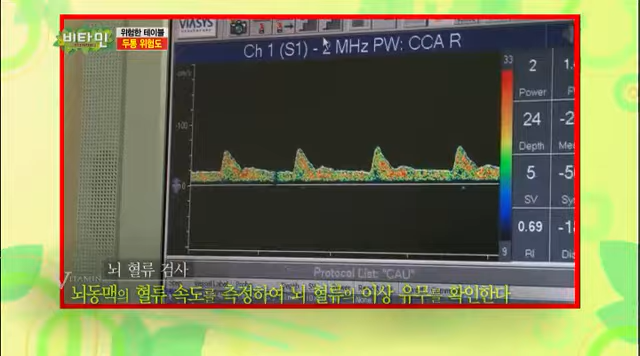 비타민
위험한 테이블
두통 위험도
VIASYS
Ch 1 (S1) - 2 MHz PW: CCA R
33
2
Power
24
Depth
-100
5
SV
0.69
RI
9
뇌 혈류 검사
Protocol List: "CAU"
뇌동맥의 혈류 속도를 측정하여 뇌 혈류의 이상 유무를 확인한다